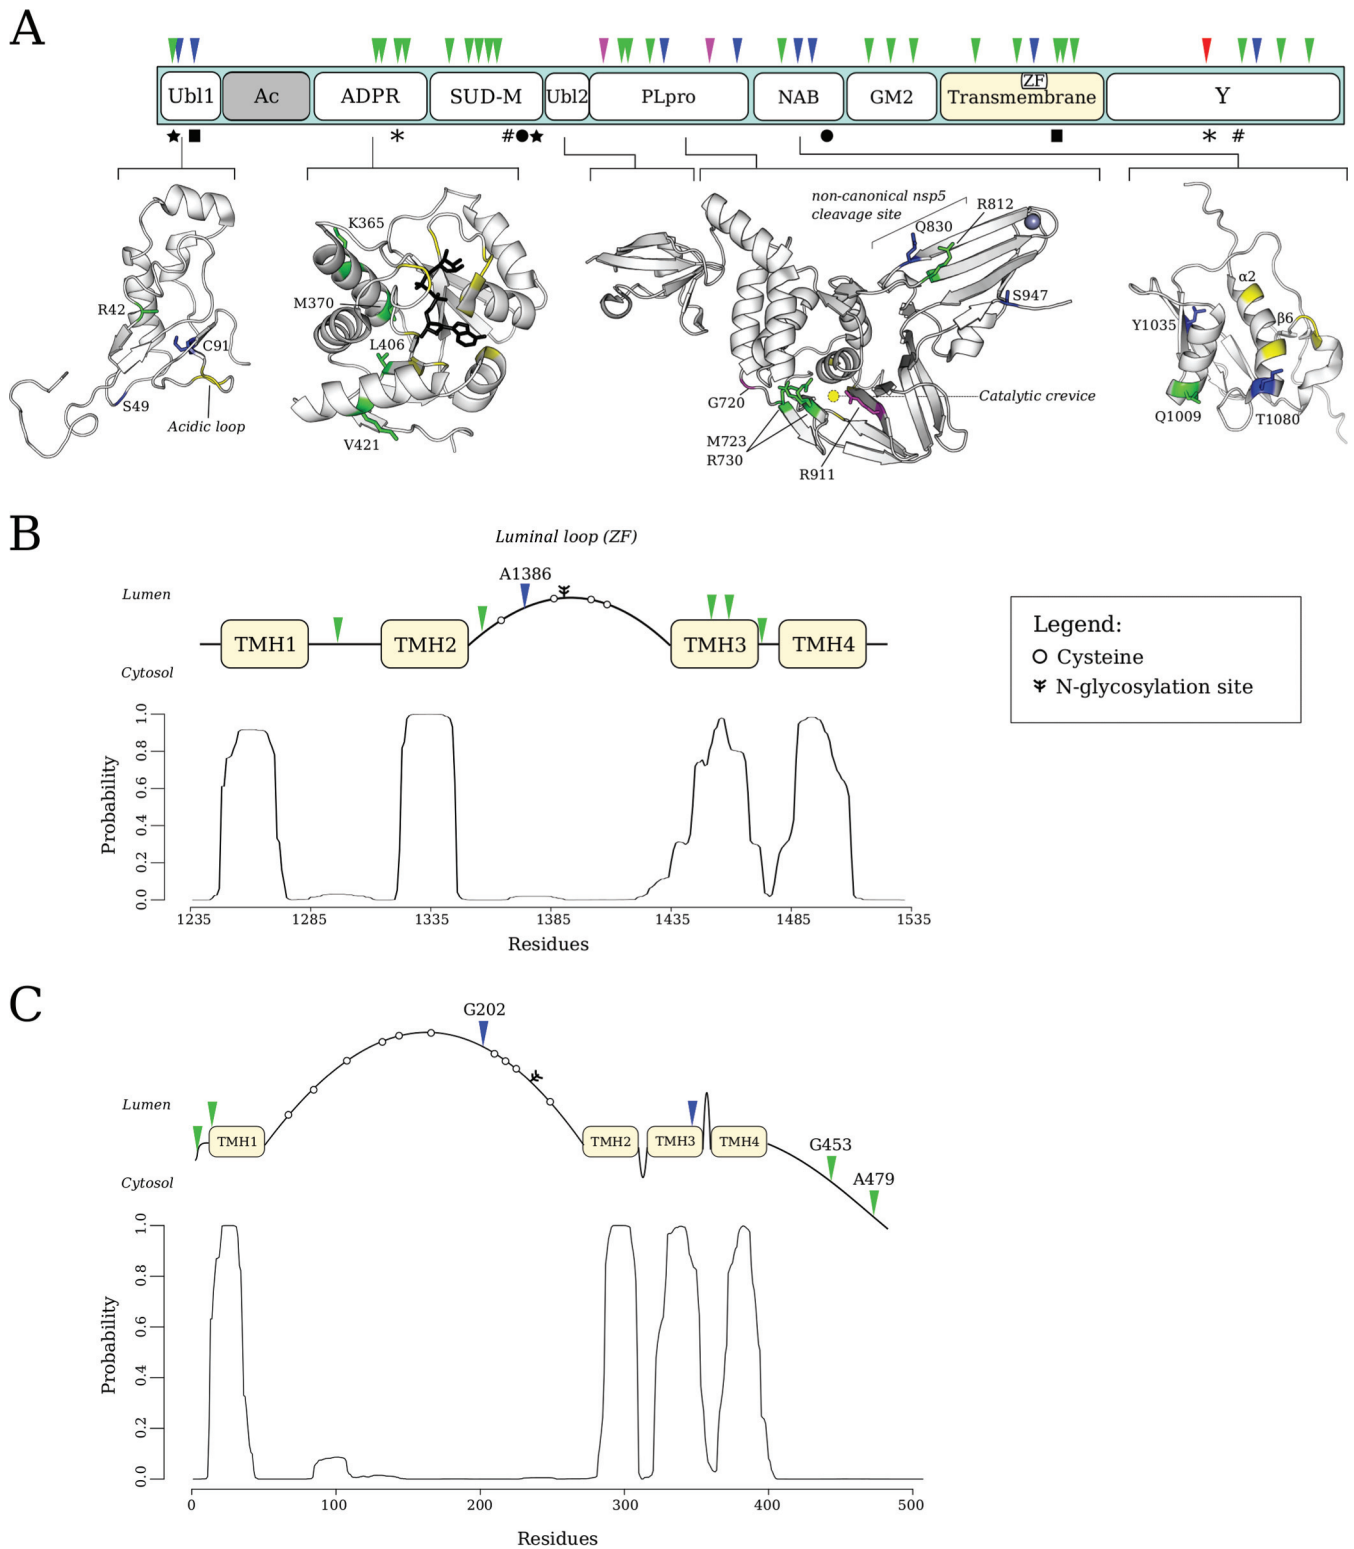 A
Ubl1 Ac ADPR SUD-M Ubl2 PLpro NAB GM2 ZF Transmembrane Y
* # * #
non-canonical nsp5
cleavage site
R812
K365
Q830
α2
R42
M370
S947
Y1035
β6
L406
C91
S49
G720
Catalytic crevice
Acidic loop
V421
M723
R730
R911
Q1009
T1080
B
Luminal loop (ZF)
A1386
Lumen
TMH1 TMH2 TMH3 TMH4
Cytosol
Legend:
Cysteine
N-glycosylation site
Probability
1.0
0.8
0.6
0.4
0.2
0.0
1235 1285 1335 1385 1435 1485 1535
Residues
C
G202
Lumen
TMH1 TMH2 TMH3 TMH4
G453
A479
Cytosol
Probability
1.0
0.8
0.6
0.4
0.2
0.0
0 100 200 300 400 500
Residues